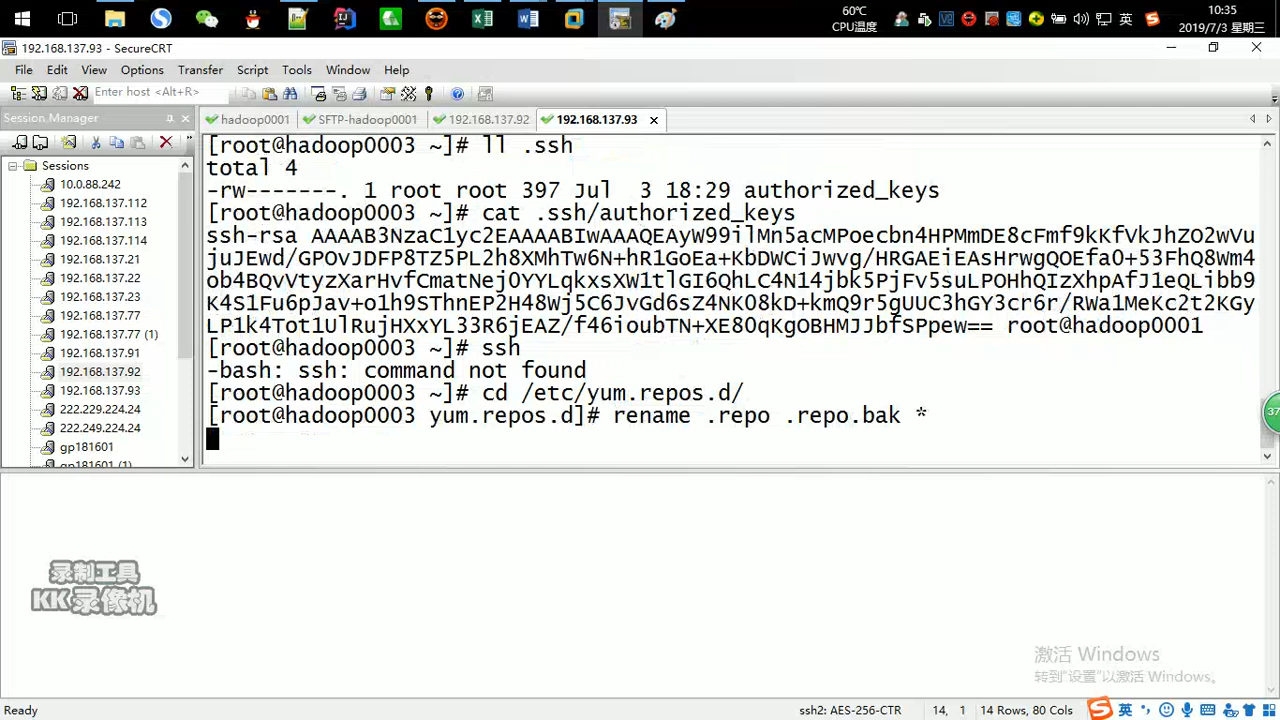 60℃
CPU温度
英
10:35
2019/7/3 星期三
192.168.137.93 - SecureCRT
File Edit View Options Transfer Script Tools Window Help
Enter host <Alt+R>
Session Manager
hadoop0001
SFTP-hadoop0001
192.168.137.92
192.168.137.93
Sessions
10.0.88.242
192.168.137.112
192.168.137.113
192.168.137.114
192.168.137.21
192.168.137.22
192.168.137.23
192.168.137.77
192.168.137.77 (1)
192.168.137.91
192.168.137.92
192.168.137.93
222.229.224.24
222.249.224.24
gp181601
gp181601 (1)
[root@hadoop0003 ~]# ll .ssh
total 4
-rw-------. 1 root root 397 Jul  3 18:29 authorized_keys
[root@hadoop0003 ~]# cat .ssh/authorized_keys
ssh-rsa AAAAB3NzaC1yc2EAAAABIwAAAQEAyW99ilMn5acMPoecbn4HPMmDE8cFmf9kKfVkJhZO2wVu
juJEwd/GPOvJDFP8TZ5PL2h8XMhTw6N+hR1GoEa+KbDWCiJwvg/HRGAEiEAsHrwgQOEfa0+53FhQ8Wm4
ob4BQvVtyzXarHvfCmatNej0YYLqkxsXW1tlGI6QhLC4N14jbk5PjFv5suLPOHhQIzXhpAfJ1eQLibb9
K4S1Fu6pJav+o1h9SThnEP2H48Wj5C6JvGd6sZ4NK08kD+kmQ9r5gUUC3hGY3cr6r/RWa1MeKc2t2KGy
LP1k4Tot1UlRujHXxYL33R6jEAZ/f46ioubTN+XE80qKgOBHMJJbfSPpew== root@hadoop0001
[root@hadoop0003 ~]# ssh
-bash: ssh: command not found
[root@hadoop0003 ~]# cd /etc/yum.repos.d/
[root@hadoop0003 yum.repos.d]# rename .repo .repo.bak *
37
录制工具
KK 录像机
激活 Windows
转到"设置"以激活 Windows。
Ready
ssh2: AES-256-CTR
14, 1
14 Rows, 80 Cols
英